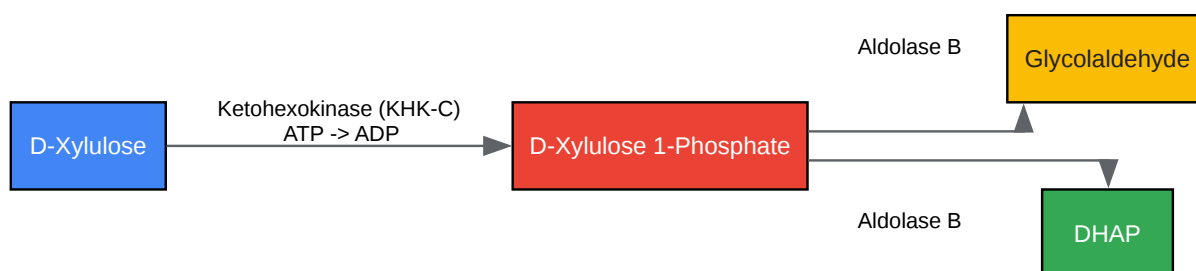 Aldolase B
Glycolaldehyde
Ketohexokinase (KHK-C)
ATP -> ADP
D-Xylulose
D-Xylulose 1-Phosphate
Aldolase B
DHAP